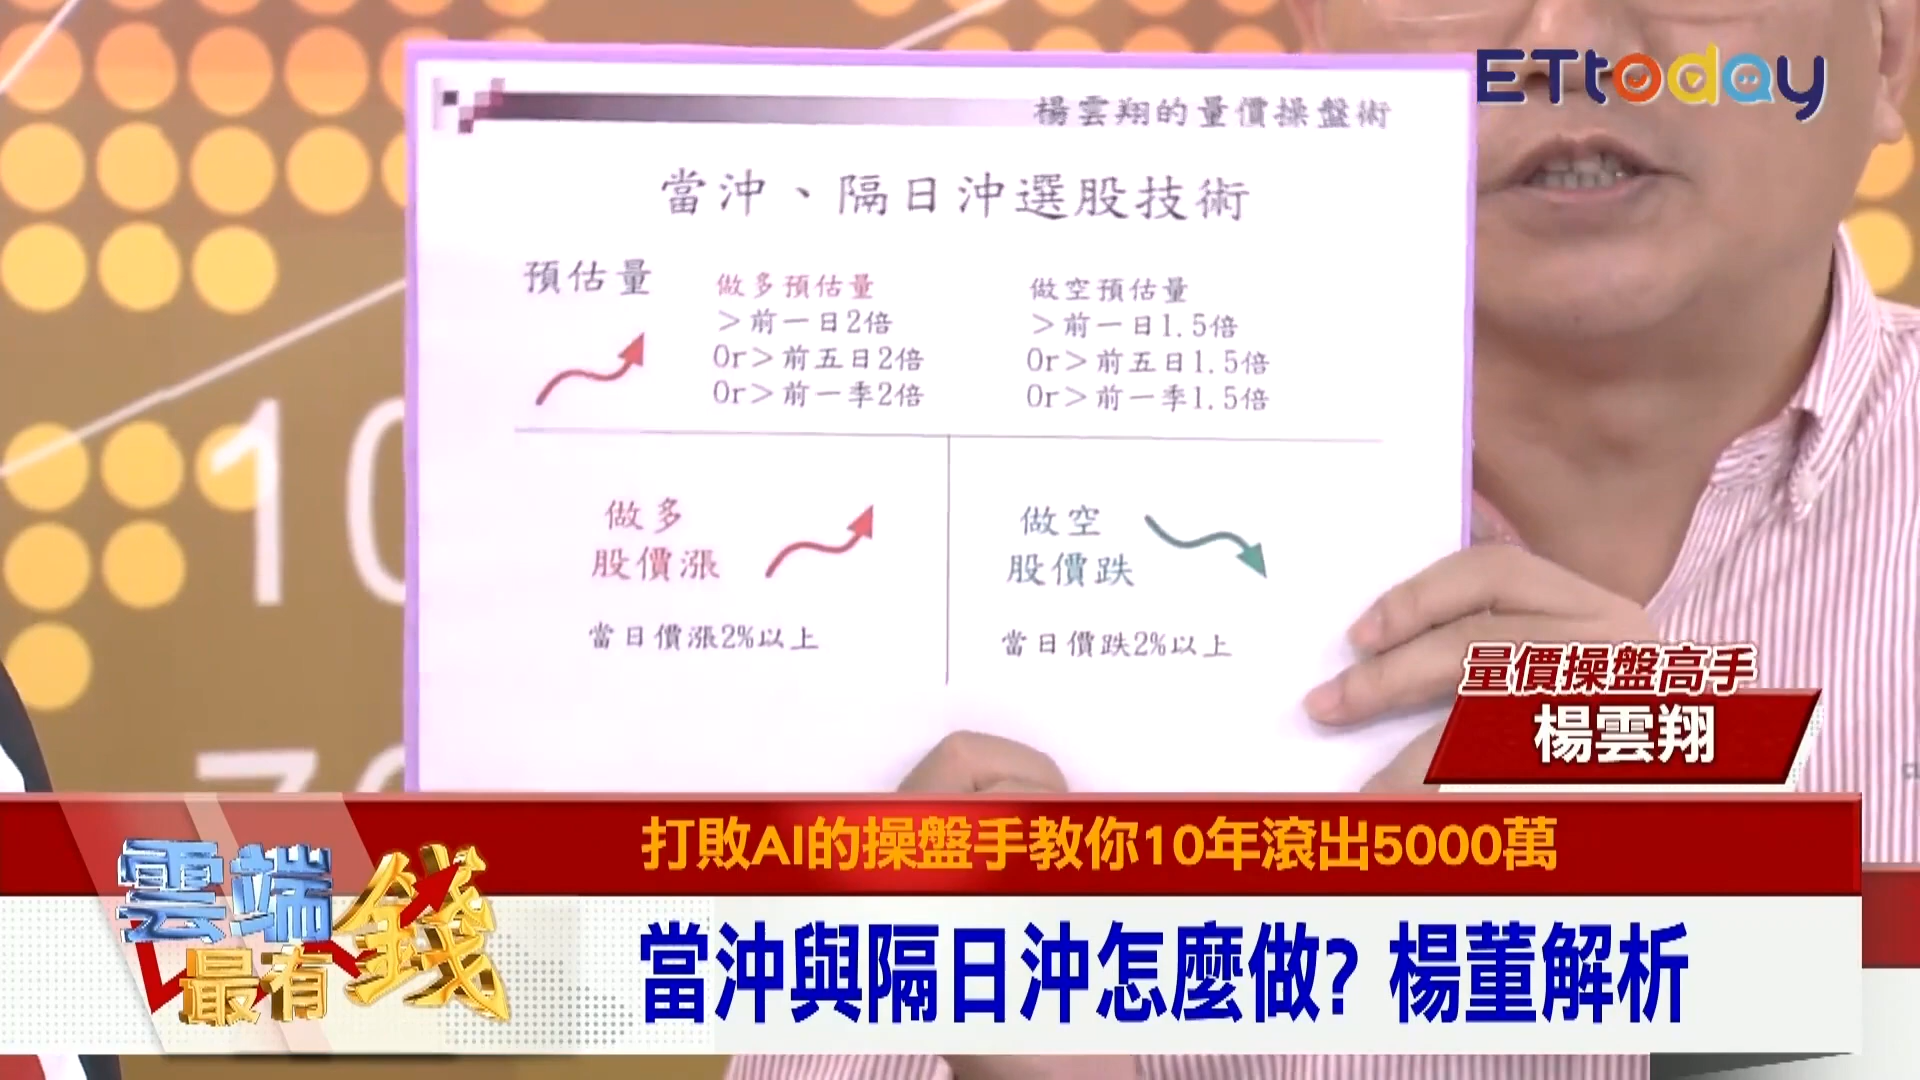 ETtoday
楊雲翔的量價操盤術
當沖、隔日沖選股技術
預估量
做多預估量
>前一日2倍
Or>前五日2倍
Or>前一季2倍
做空預估量
>前一日1.5倍
Or>前五日1.5倍
Or>前一季1.5倍
做多
股價漲
當日價漲2%以上
做空
股價跌
當日價跌2%以上
10
量價操盤高手
楊雲翔
打敗AI的操盤手教你10年滾出5000萬
雲端最有錢
當沖與隔日沖怎麼做? 楊董解析